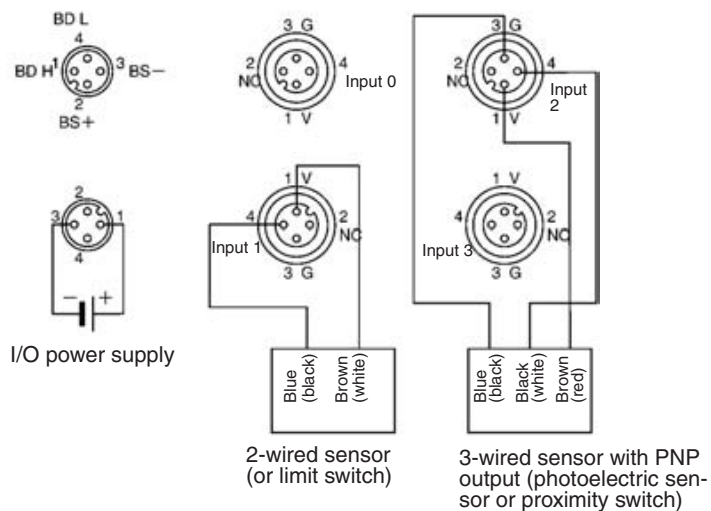 BD L
4
BD H 1
3 BS−
2
BS+
3 G
2
NC
4
Input 0
1 V
3 G
2
NC
4
Input
2
1 V
2
3
1
4
− +
I/O power supply
1 V
4
2
NC
Input 1
3 G
1 V
4
2
NC
Input 3
3 G
Blue
(black)
Brown
(white)
Blue
(black)
Black
(white)
Brown
(red)
2-wired sensor
(or limit switch)
3-wired sensor with PNP
output (photoelectric sen-
sor or proximity switch)